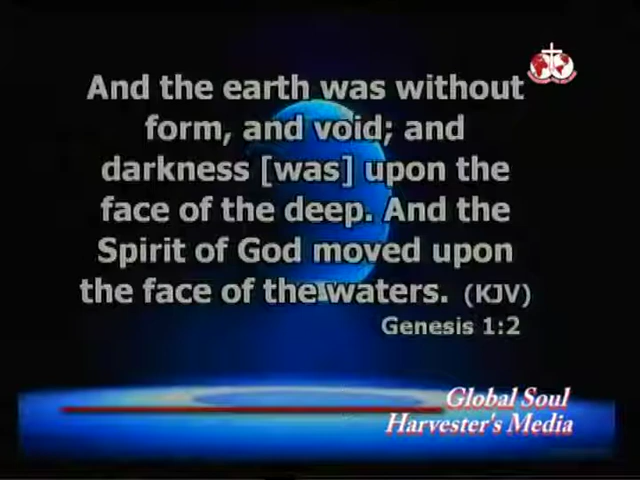 And the earth was without
form, and void; and
darkness [was] upon the
face of the deep. And the
Spirit of God moved upon
the face of the waters. (KJV)
Genesis 1:2
Global Soul
Harvester's Media